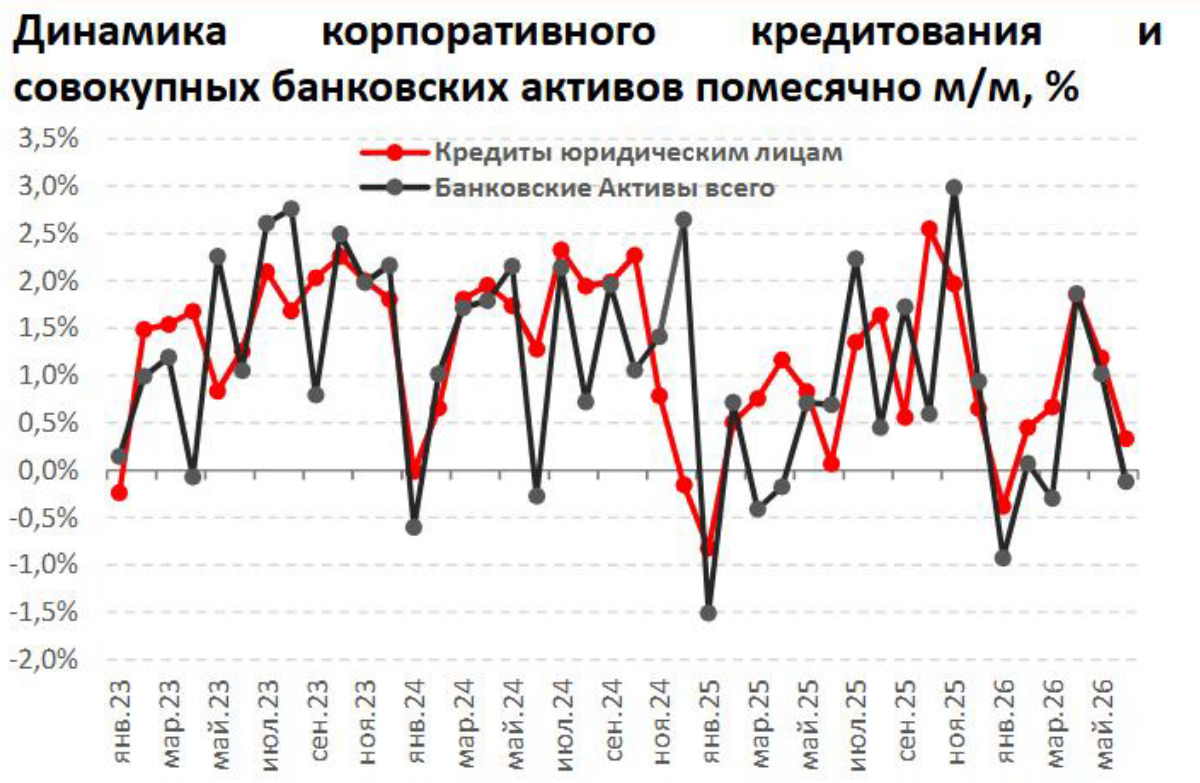 Динамика корпоративного кредитования и
совокупных банковских активов помесячно м/м, %
3,5%
Кредиты юридическим лицам
3,0%
Банковские Активы всего
2,5%
2,0%
1,5%
1,0%
0,5%
0,0%
-0,5%
-1,0%
-1,5%
-2,0%
янв.23
мар.23
май.23
июл.23
сен.23
ноя.23
янв.24
мар.24
май.24
июл.24
сен.24
ноя.24
янв.25
мар.25
май.25
июл.25
сен.25
ноя.25
янв.26
мар.26
май.26